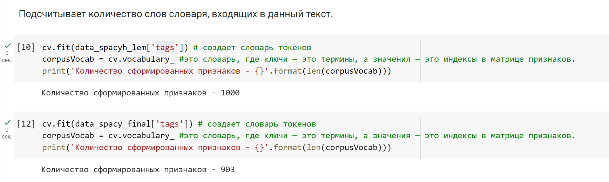 Подсчитывает количество слов словаря, входящих в данный текст.
[10] cv.fit(data_spacyh_lem['tags']) # создает словарь токенов
0 сек. corpusVocab = cv.vocabulary_ #это словарь, где ключи — это термины, а значения — это индексы в матрице признаков.
print('Количество сформированных признаков - {}'.format(len(corpusVocab)))
Количество сформированных признаков - 1000
[12] cv.fit(data_spacy_final['tags']) # создает словарь токенов
0 сек. corpusVocab = cv.vocabulary_ #это словарь, где ключи — это термины, а значения — это индексы в матрице признаков.
print('Количество сформированных признаков - {}'.format(len(corpusVocab)))
Количество сформированных признаков - 903